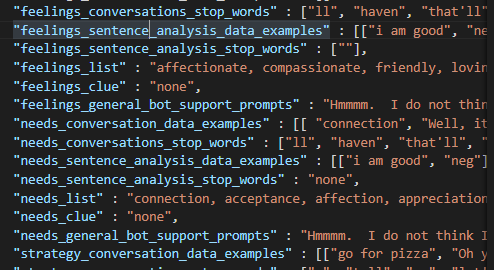 "feelings_conversations_stop_words" : ["ll", "haven", "that'll"
"feelings_sentence_analysis_data_examples" : [["i am good", "ne
"feelings_sentence_analysis_stop_words" : [""],
"feelings_list" : "affectionate, compassionate, friendly, lovin
"feelings_clue" : "none",
"feelings_general_bot_support_prompts" : "Hmmmm.  I do not thin
"needs_conversation_data_examples" : [[ "connection", "Well, it
"needs_conversations_stop_words" : ["ll", "haven", "that'll", "
"needs_sentence_analysis_data_examples" : [["i am good", "neg"]
"needs_sentence_analysis_stop_words" : "none",
"needs_list" : "connection, acceptance, affection, appreciation
"needs_clue" : "none",
"needs_general_bot_support_prompts" : "Hmmmm.  I do not think I
"strategy_conversation_data_examples" : [["go for pizza", "Oh y